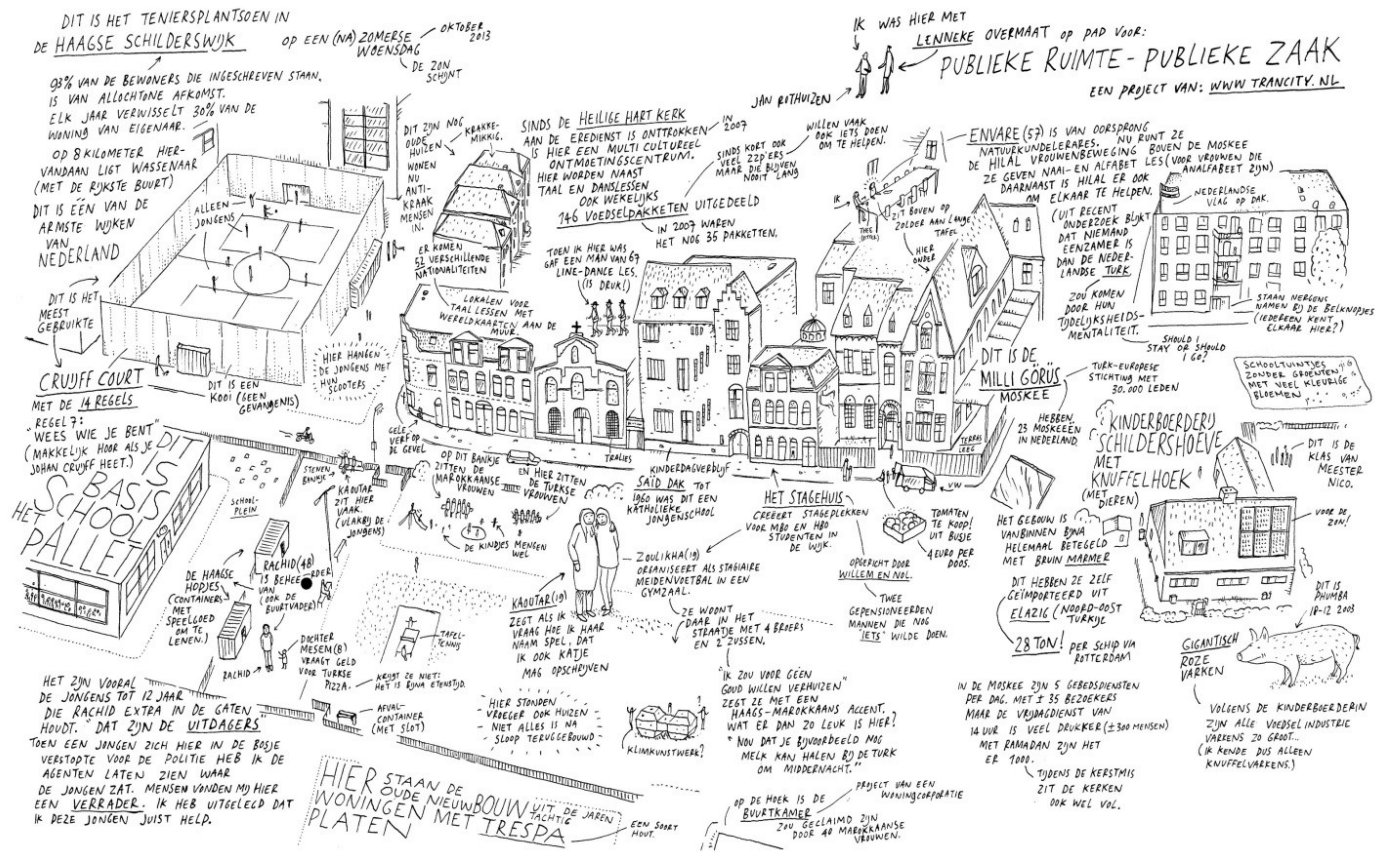 DIT IS HET TENIERSPLANTSOEN IN
DE HAAGSE SCHILDERSWIJK
OP EEN (NA) ZOMERSE
WOENSDAG
OKTOBER
2013
DE ZON
SCHIJNT
93% VAN DE BEWONERS DIE INGESCHREVEN STAAN,
IS VAN ALLOCHTONE AFKOMST.
ELK JAAR VERWISSELT 30% VAN DE
WONING VAN EIGENAAR.
OP 8 KILOMETER HIER-
VANDAAN LIGT WASSENAAR
(MET DE RIJKSTE BUURT)
DIT IS ÉÉN VAN DE
ARMSTE WIJKEN
VAN
NEDERLAND
ALLEEN
JONGENS
DIT IS HET
MEEST
GEBRUIKTE
CRUIJFF COURT
MET DE 14 REGELS
REGEL 7:
"WEES WIE JE BENT"
(MAKKELIJK HOOR ALS JE
JOHAN CRUIJFF HEET.)
DIT IS EEN
KOOI (GEEN
GEVANGENIS)
HIER HANGEN
DE JONGENS MET
HUN
SCOOTERS
DIT ZIJN NOG
OUDE
HUIZEN
WONEN
NU
ANTI-
KRAAK
MENSEN
IN.
KRAKKE-
MIKKIG.
ER KOMEN
52 VERSCHILLENDE
NATIONALITEITEN
LOKALEN VOOR
TAALLESSEN MET
WERELDKAARTEN AAN DE
MUUR.
SINDS DE HEILIGE HART KERK
AAN DE EREDIENST IS ONTTROKKEN
IN
2007
IS HIER EEN MULTI CULTUREEL
ONTMOETINGSCENTRUM.
HIER WORDEN NAAST
TAAL EN DANSLESSEN
OOK WEKELIJKS
146 VOEDSELPAKKETEN UITGEDEELD
IN 2007 WAREN
HET NOG 35 PAKKETTEN.
SINDS KORT OOK
VEEL ZZP'ERS
MAAR DIE BLIJVEN
NOOIT LANG
WILLEN VAAK
OOK IETS DOEN
OM TE HELPEN.
TOEN IK HIER WAS
GAF EEN MAN VAN 67
LINE-DANCE LES.
(IS DRUK!)
IK WAS HIER MET
LENNEKE OVERMAAT OP PAD VOOR:
PUBLIEKE RUIMTE - PUBLIEKE ZAAK
EEN PROJECT VAN: WWW TRANCITY.NL
JAN ROTHUIZEN
ENVARE (57) IS VAN OORSPRONG
NATUURKUNDELERARES. NU RUNT ZE
DE HILAL VROUWENBEWEGING BOVEN DE MOSKEE
ZE GEVEN NAAI- EN ALFABET LES (VOOR VROUWEN DIE
ANALFABEET ZIJN)
DAARNAAST IS HILAL ER OOK
OM ELKAAR TE HELPEN.
(UIT RECENT
ONDERZOEK BLIJKT
DAT NIEMAND
EENZAMER IS
DAN DE NEDER-
LANDSE TURK.
ZOU KOMEN
DOOR HUN
TIJDELIJKSHEIDS-
MENTALITEIT.
SHOULD I
STAY OR SHOULD
I GO?
IK
THEE
ZIT BOVEN OP
ZOLDER AAN LANGE
TAFEL
HIER
ONDER
NEDERLANDSE
VLAG OP DAK.
STAAN NERGENS
NAMEN BIJ DE BELKNOPJES
(IEDEREEN KENT
ELKAAR HIER?)
DIT IS DE
MILLI GÖRÜS
MOSKEE
TURK-EUROPESE
STICHTING MET
30.000 LEDEN
HEBBEN
23 MOSKEEEN
IN NEDERLAND
TERRAS
LEEG
SCHOOLTUINTJES
ZONDER GROENTEN
MET VEEL KLEURIGE
BLOEMEN
KINDERBOERDERIJ
SCHILDERSHOEVE
MET
KNUFFELHOEK
(MET
DIEREN)
DIT IS DE
KLAS VAN
MEESTER
NICO.
VOOR DE
ZON!
GELE
VERF OP
DE GEVEL
TRALIES
KINDERDAGVERBLIJF
SAÏD DAK TOT
1960 WAS DIT EEN
KATHOLIEKE
JONGENSCHOOL
HET STAGEHUIS
CREËERT STAGEPLEKKEN
VOOR MBO EN HBO
STUDENTEN IN
DE WIJK.
VW
TOMATEN
TE KOOP!
UIT BUSJE
4 EURO PER
DOOS.
OPGERICHT DOOR
WILLEM EN NOL.
TWEE
GEPENSIONEERDEN
MANNEN DIE NOG
"IETS" WILDE DOEN.
HET GEBOUW IS
VANBINNEN BIJNA
HELEMAAL BETEGELD
MET BRUIN MARMER
DIT HEBBEN ZE ZELF
GEÏMPORTEERD UIT
ELAZIG (NOORD-OOST
TURKIJE
28 TON! PER SCHIP VIA
ROTTERDAM
IN DE MOSKEE ZIJN 5 GEBEDSDIENSTEN
PER DAG. MET ± 35 BEZOEKERS
MAAR DE VRIJDAGDIENST VAN
14 UUR IS VEEL DRUKKER (± 300 MENSEN)
MET RAMADAN ZIJN HET
ER 1000.
TIJDENS DE KERSTMIS
ZIT DE KERKEN
OOK WEL VOL.
DIT IS
PHUMBA
18-12 2003
GIGANTISCH
ROZE
VARKEN
VOLGENS DE KINDERBOERDERIN
ZIJN ALLE VOEDSELINDUSTRIE
VARKENS ZO GROOT...
(IK KENDE DUS ALLEEN
KNUFFELVARKENS.)
DIT
IS
BASIS
SCHOOL
HET PALLET
SCHOOL-
PLEIN
STENEN
BANKJE
KAOUTAR
ZIT HIER
VAAK.
(VLAKBIJ DE
JONGENS)
OP DIT BANKJE
ZITTEN DE
MAROKKAANSE
VROUWEN
EN HIER ZITTEN
DE TURKSE
VROUWEN.
DE KINDJES MENGEN
WEL
DE HAAGSE
HOPJES
(CONTAINERS
MET
SPEELGOED
OM TE
LENEN.)
RACHID (48)
IS BEHEERDER
VAN
(OOK DE
BUURTVADER)
RACHID
DOCHTER
MESEM (8)
VRAAGT GELD
VOOR TURKSE
PIZZA.
KRIJGT ZE NIET:
HET IS BIJNA ETENSTIJD.
TAFEL-
TENNIS
AFVAL-
CONTAINER
(MET SLOT)
KAOUTAR (19)
ZEGT ALS IK
VRAAG HOE IK HAAR
NAAM SPEL, DAT
IK OOK KATJE
MAG OPSCHRIJVEN
ZOULIKHA (19)
ORGANISEERT ALS STAGIAIRE
MEIDENVOETBAL IN EEN
GYMZAAL.
ZE WOONT
DAAR IN HET
STRAATJE MET 4 BROERS
EN 2 ZUSSEN.
"IK ZOU VOOR GEEN
GOUD WILLEN VERHUIZEN"
ZEGT ZE MET EEN
HAAGS-MAROKKAANS ACCENT.
WAT ER DAN ZO LEUK IS HIER?
"NOU DAT JE BIJVOORBEELD NOG
MELK KAN HALEN BIJ DE TURK
OM MIDDERNACHT."
HIER STONDEN
VROEGER OOK HUIZEN
NIET ALLES IS NA
SLOOP TERUGGEBOUWD
KLIMKUNSTWERK?
HET ZIJN VOORAL
DE JONGENS TOT 12 JAAR
DIE RACHID EXTRA IN DE GATEN
HOUDT. "DAT ZIJN DE UITDAGERS"
TOEN EEN JONGEN ZICH HIER IN DE BOSJE
VERSTOPTE VOOR DE POLITIE HEB IK DE
AGENTEN LATEN ZIEN WAAR
DE JONGEN ZAT. MENSEN VONDEN MIJ HIER
EEN VERRADER. IK HEB UITGELEGD DAT
IK DEZE JONGEN JUIST HELP.
HIER STAAN DE
OUDE NIEUWBOUW UIT DE JAREN
TACHTIG
WONINGEN MET TRESPA
PLATEN
EEN SOORT
HOUT.
OP DE HOEK IS DE
BUURTKAMER
PROJECT VAN EEN
WONINGCORPORATIE
ZOU GECLAIMD ZIJN
DOOR 40 MAROKKAANSE
VROUWEN.